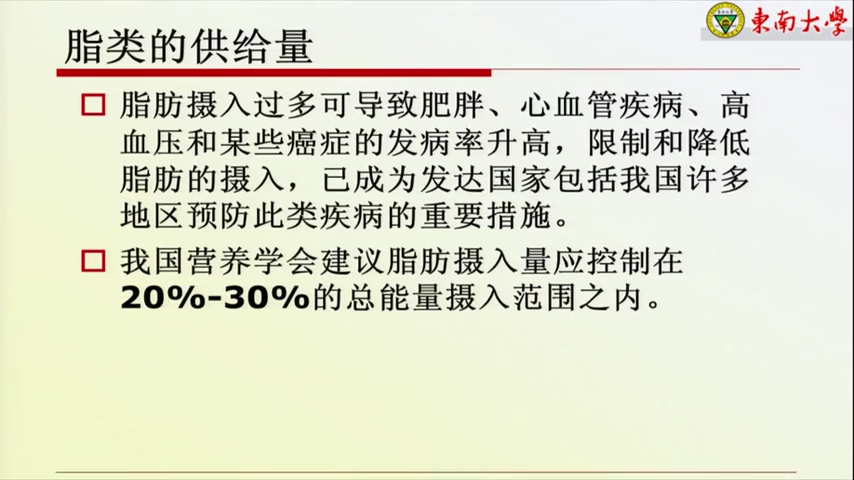 東南大學
脂类的供给量
脂肪摄入过多可导致肥胖、心血管疾病、高
血压和某些癌症的发病率升高，限制和降低
脂肪的摄入，已成为发达国家包括我国许多
地区预防此类疾病的重要措施。
我国营养学会建议脂肪摄入量应控制在
20%-30%的总能量摄入范围之内。